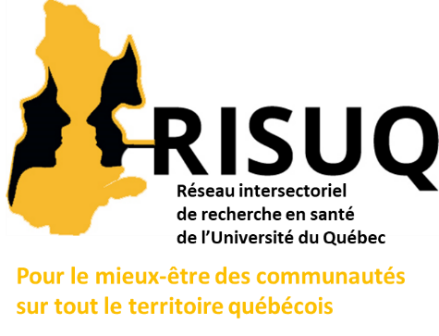 RISUQ
Réseau intersectoriel
de recherche en santé
de l'Université du Québec
Pour le mieux-être des communautés
sur tout le territoire québécois